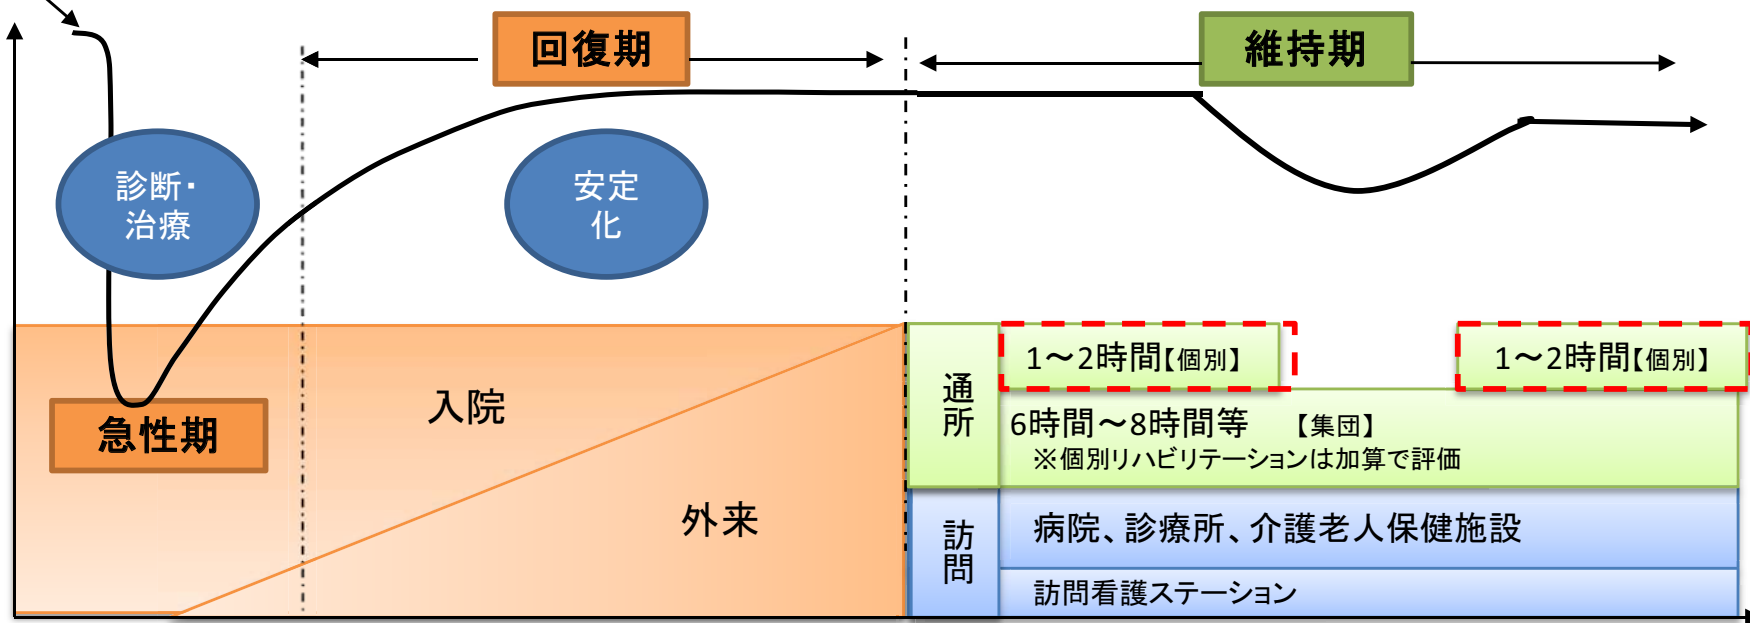 回復期
維持期
診断・
治療
安定
化
急性期
入院
外来
通所
1～2時間【個別】
1～2時間【個別】
6時間～8時間等 【集団】
※個別リハビリテーションは加算で評価
訪問
病院、診療所、介護老人保健施設
訪問看護ステーション